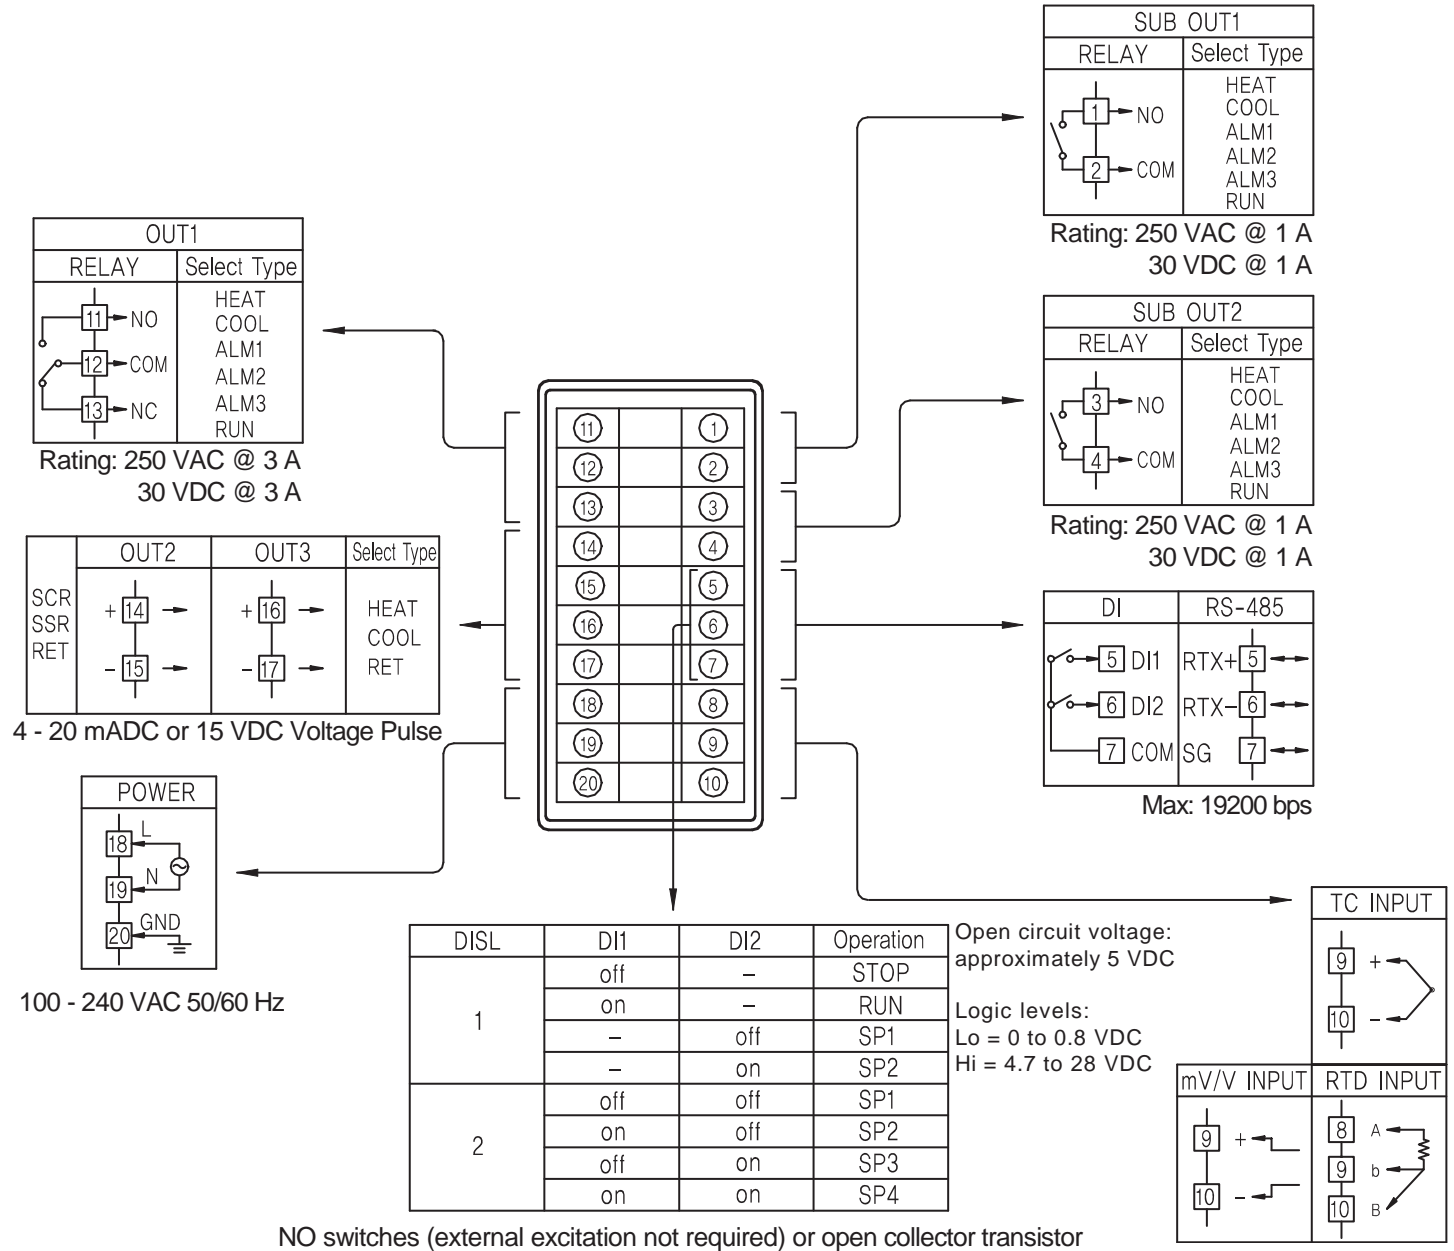 SUB OUT1
RELAY Select Type
1 NO
2 COM
HEAT
COOL
ALM1
ALM2
ALM3
RUN
Rating: 250 VAC @ 1 A
30 VDC @ 1 A
OUT1
RELAY Select Type
11 NO
12 COM
13 NC
HEAT
COOL
ALM1
ALM2
ALM3
RUN
Rating: 250 VAC @ 3 A
30 VDC @ 3 A
SUB OUT2
RELAY Select Type
3 NO
4 COM
HEAT
COOL
ALM1
ALM2
ALM3
RUN
Rating: 250 VAC @ 1 A
30 VDC @ 1 A
11 1
12 2
13 3
14 4
15 5
16 6
17 7
18 8
19 9
20 10
OUT2 OUT3 Select Type
SCR
SSR
RET
+ 14 + 16
- 15 - 17
HEAT
COOL
RET
4 - 20 mADC or 15 VDC Voltage Pulse
DI RS-485
5 DI1 RTX+ 5
6 DI2 RTX- 6
7 COM SG 7
Max: 19200 bps
POWER
18 L
19 N
20 GND
100 - 240 VAC 50/60 Hz
DISL DI1 DI2 Operation
1 off – STOP
on – RUN
– off SP1
– on SP2
2 off off SP1
on off SP2
off on SP3
on on SP4
Open circuit voltage:
approximately 5 VDC
Logic levels:
Lo = 0 to 0.8 VDC
Hi = 4.7 to 28 VDC
NO switches (external excitation not required) or open collector transistor
TC INPUT
9 +
10 -
mV/V INPUT
9 +
10 -
RTD INPUT
8 A
9 b
10 B